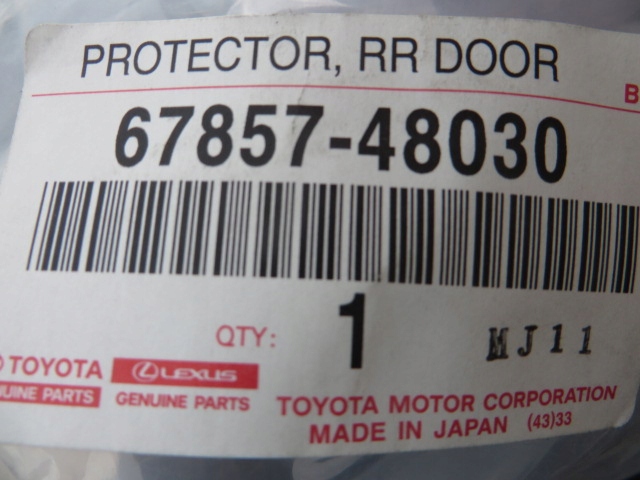 PROTECTOR, RR DOOR
B
67857-48030
QTY: 1 MJ11
TOYOTA LEXUS
PARTS GENUINE PARTS
TOYOTA MOTOR CORPORATION
MADE IN JAPAN (43)33